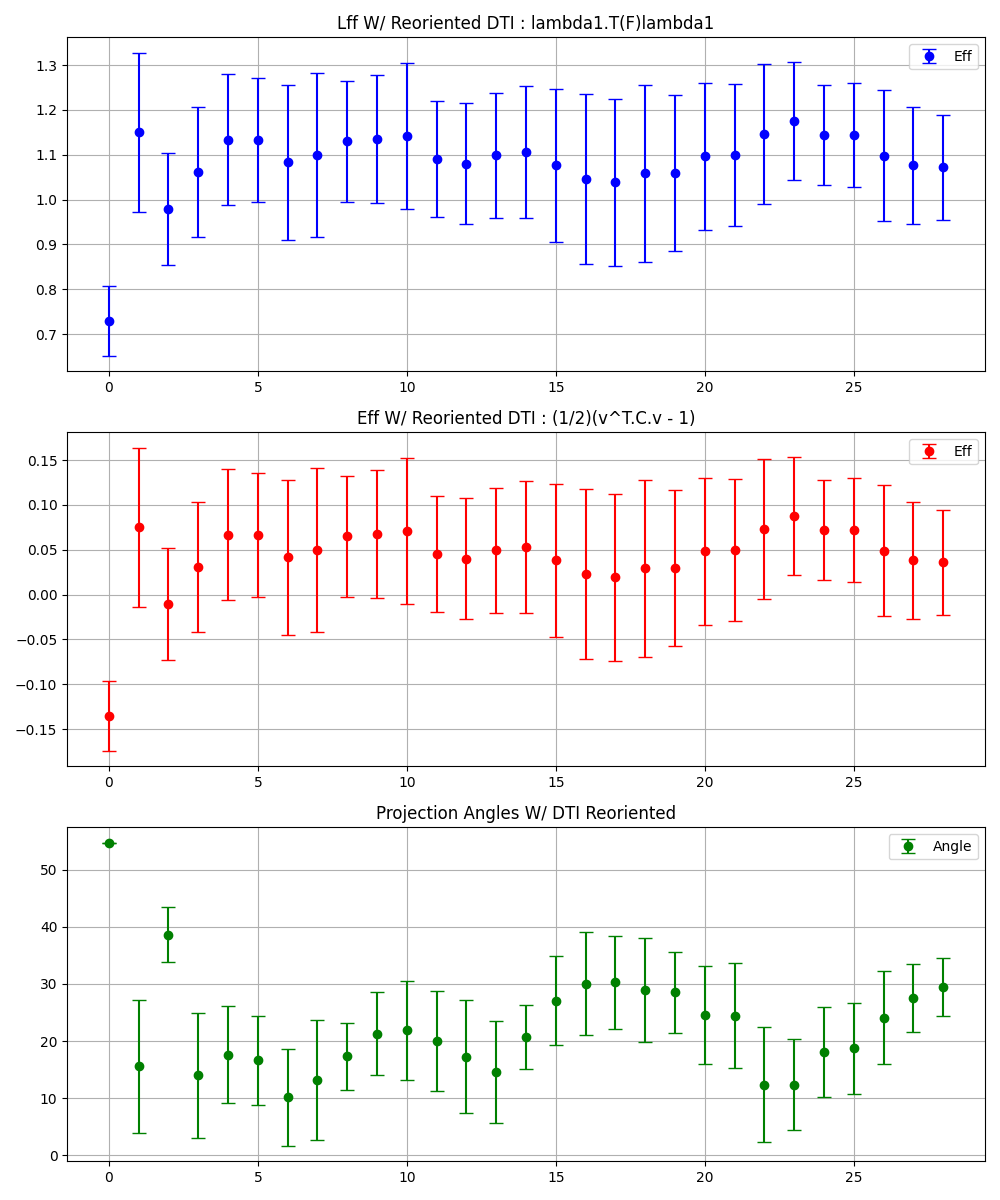 Lff W/ Reoriented DTI : lambda1.T(F)lambda1
Eff
1.3
1.2
1.1
1.0
0.9
0.8
0.7
0 5 10 15 20 25
Eff W/ Reoriented DTI : (1/2)(v^T.C.v - 1)
Eff
0.15
0.10
0.05
0.00
−0.05
−0.10
−0.15
0 5 10 15 20 25
Projection Angles W/ DTI Reoriented
Angle
50
40
30
20
10
0
0 5 10 15 20 25